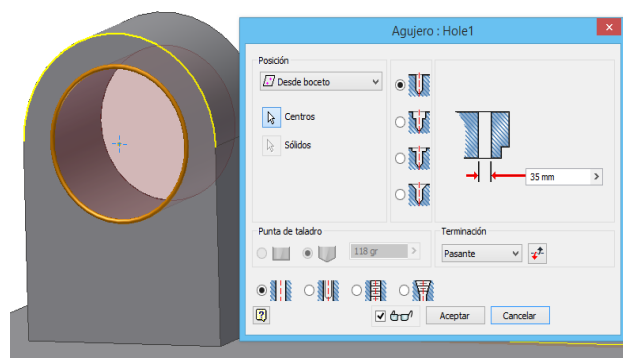 Agujero : Hole1
Posición
Desde boceto
Centros
Sólidos
35 mm
Punta de taladro
118 gr
Terminación
Pasante
Aceptar
Cancelar